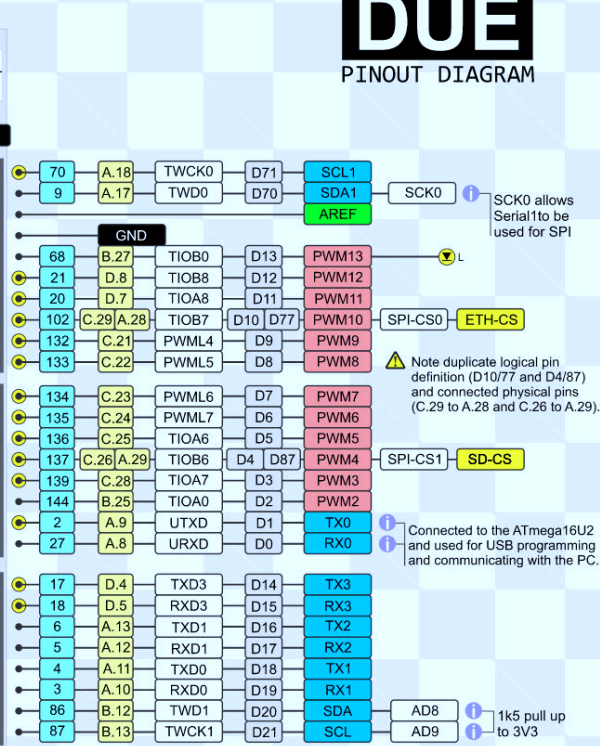 DUE
PINOUT DIAGRAM
70 A.18 TWCK0 D71 SCL1
9 A.17 TWD0 D70 SDA1 SCK0
SCK0 allows
Serial1to be
used for SPI
AREF
GND
68 B.27 TIOB0 D13 PWM13 L
21 D.8 TIOB8 D12 PWM12
20 D.7 TIOA8 D11 PWM11
102 C.29 A.28 TIOB7 D10 D77 PWM10 SPI-CS0 ETH-CS
132 C.21 PWML4 D9 PWM9
133 C.22 PWML5 D8 PWM8
Note duplicate logical pin
definition (D10/77 and D4/87)
and connected physical pins
(C.29 to A.28 and C.26 to A.29).
134 C.23 PWML6 D7 PWM7
135 C.24 PWML7 D6 PWM6
136 C.25 TIOA6 D5 PWM5
137 C.26 A.29 TIOB6 D4 D87 PWM4 SPI-CS1 SD-CS
139 C.28 TIOA7 D3 PWM3
144 B.25 TIOA0 D2 PWM2
2 A.9 UTXD D1 TX0
27 A.8 URXD D0 RX0
Connected to the ATmega16U2
and used for USB programming
and communicating with the PC.
17 D.4 TXD3 D14 TX3
18 D.5 RXD3 D15 RX3
6 A.13 TXD1 D16 TX2
5 A.12 RXD1 D17 RX2
4 A.11 TXD0 D18 TX1
3 A.10 RXD0 D19 RX1
86 B.12 TWD1 D20 SDA AD8
87 B.13 TWCK1 D21 SCL AD9
1k5 pull up
to 3V3